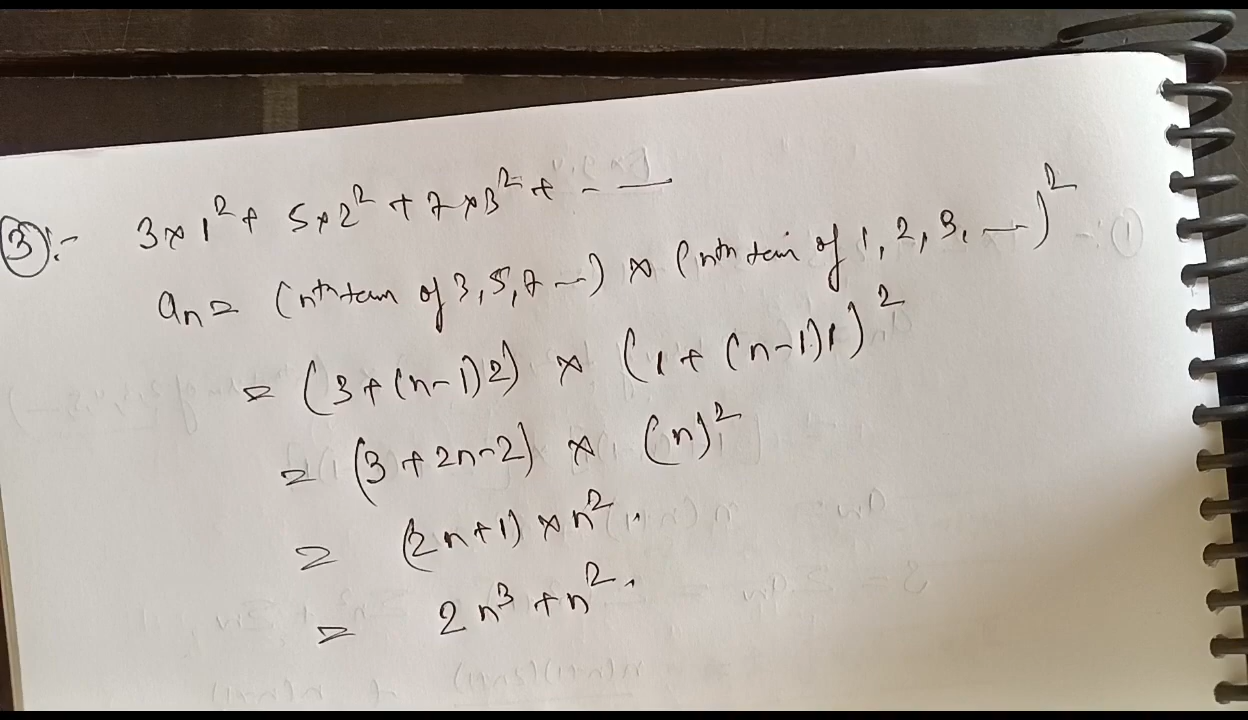 ③:- 3×1²+ 5×2² + 7×3² + - —
aₙ = (nth term of 3, 5, 7 —) × (nth term of 1, 2, 3, —)²
= (3+(n-1)2) × (1+(n-1)1)²
= (3+2n-2) × (n)²
= (2n+1) × n².
= 2n³ + n².